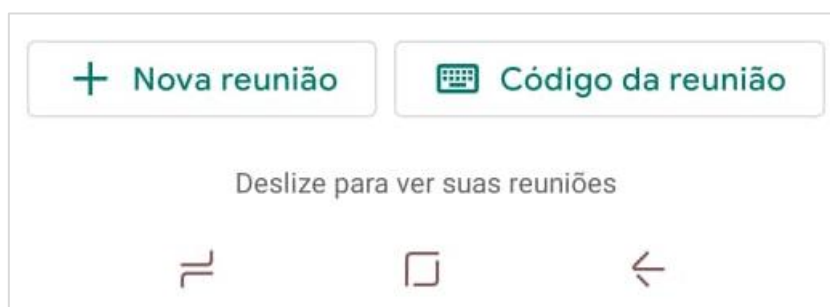 Nova reunião
Código da reunião
Deslize para ver suas reuniões